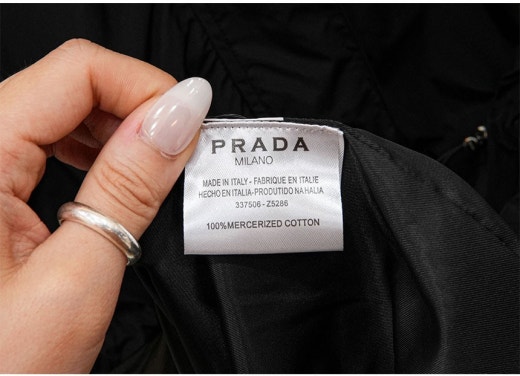 PRADA
MILANO
MADE IN ITALY - FABRIQUE EN ITALIE
HECHO EN ITALIA-PRODUTIDO NA HALIA
337506 - Z5286
100%MERCERIZED COTTON